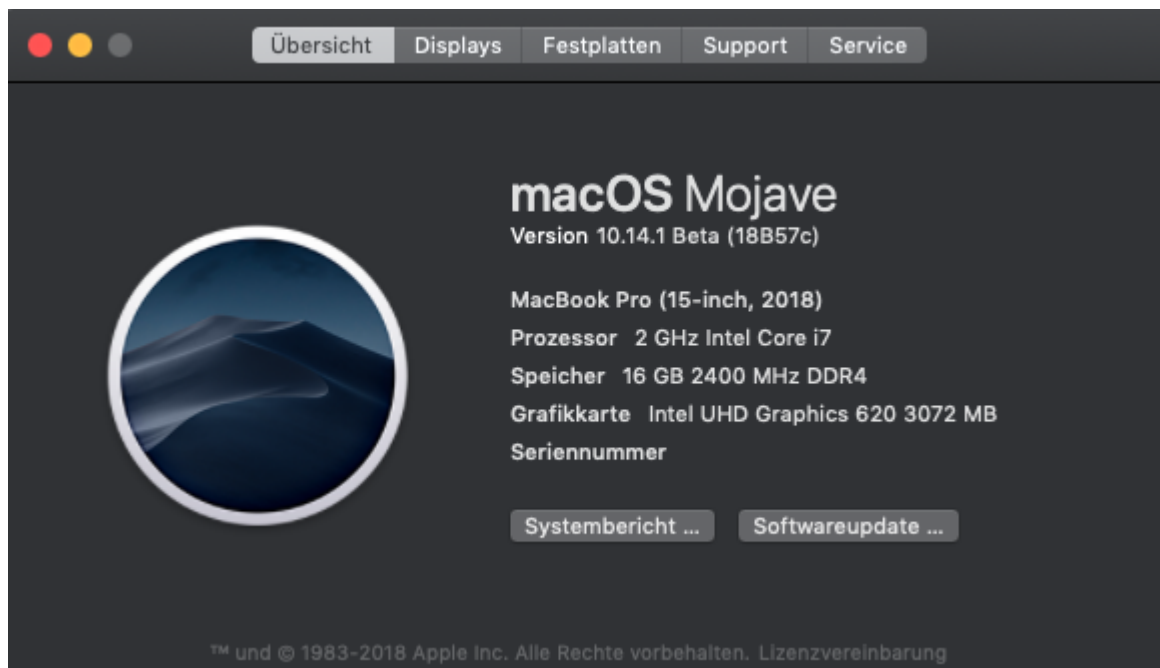 Übersicht Displays Festplatten Support Service
macOS Mojave
Version 10.14.1 Beta (18B57c)
MacBook Pro (15-inch, 2018)
Prozessor 2 GHz Intel Core i7
Speicher 16 GB 2400 MHz DDR4
Grafikkarte Intel UHD Graphics 620 3072 MB
Seriennummer
Systembericht ... Softwareupdate ...
™ und © 1983-2018 Apple Inc. Alle Rechte vorbehalten. Lizenzvereinbarung